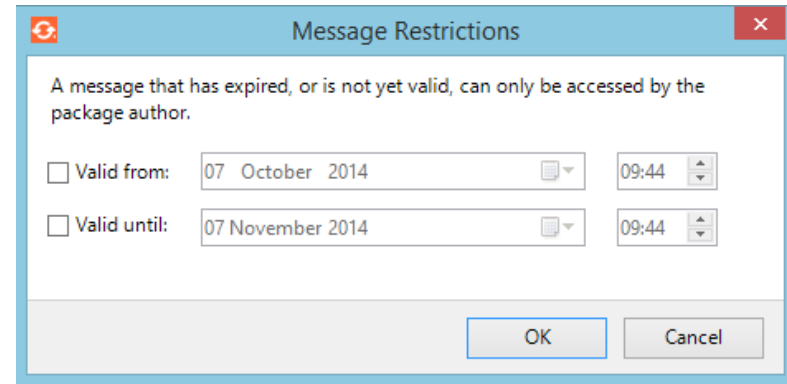 Message Restrictions
A message that has expired, or is not yet valid, can only be accessed by the
package author.
Valid from: 07 October 2014 09:44
Valid until: 07 November 2014 09:44
OK Cancel